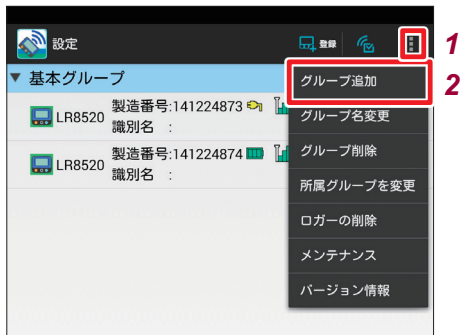 設定
登録
1
▼ 基本グループ
グループ追加
2
LR8520
製造番号:141224873
識別名 :
グループ名変更
LR8520
製造番号:141224874
識別名 :
グループ削除
所属グループを変更
ロガーの削除
メンテナンス
バージョン情報